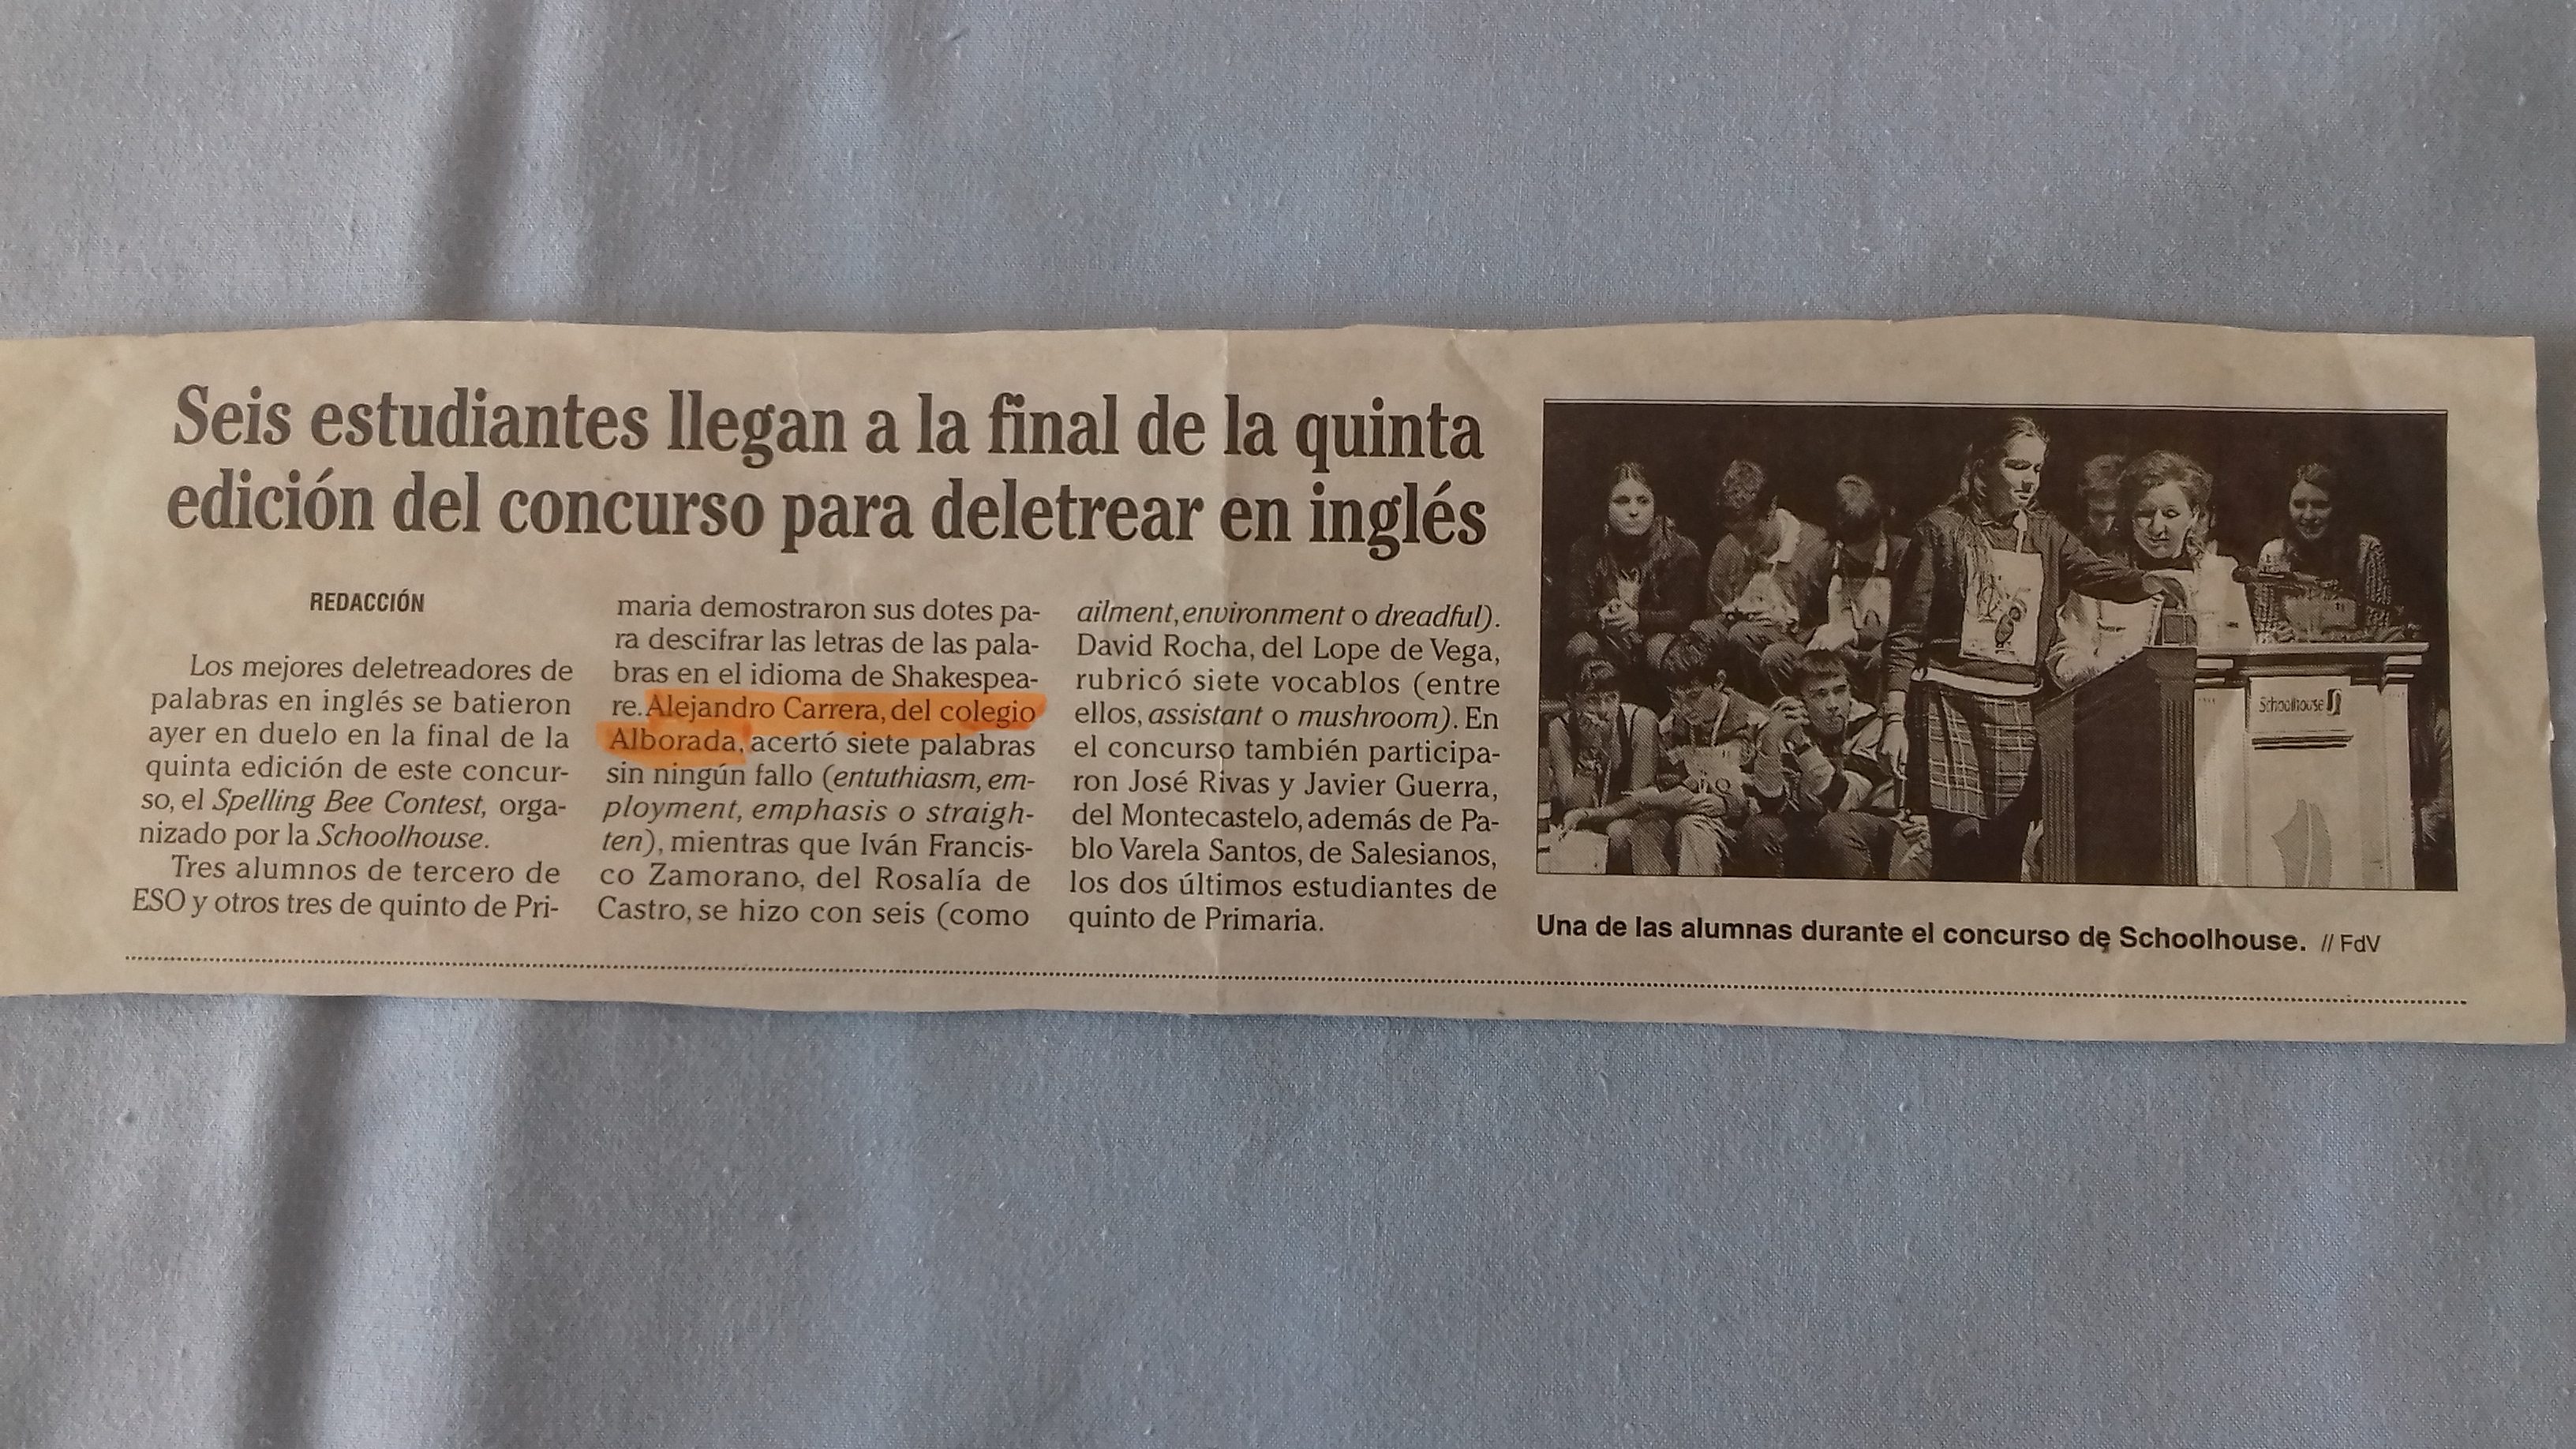 Seis estudiantes llegan a la final de la quinta
edición del concurso para deletrear en inglés
REDACCIÓN
Los mejores deletreadores de
palabras en inglés se batieron
ayer en duelo en la final de la
quinta edición de este concur-
so, el Spelling Bee Contest, orga-
nizado por la Schoolhouse.
Tres alumnos de tercero de
ESO y otros tres de quinto de Pri-
maria demostraron sus dotes pa-
ra descifrar las letras de las pala-
bras en el idioma de Shakespea-
re. Alejandro Carrera, del colegio
Alborada, acertó siete palabras
sin ningún fallo (entuthiasm, em-
ployment, emphasis o straigh-
ten), mientras que Iván Francis-
co Zamorano, del Rosalía de
Castro, se hizo con seis (como
ailment, environment o dreadful).
David Rocha, del Lope de Vega,
rubricó siete vocablos (entre
ellos, assistant o mushroom). En
el concurso también participa-
ron José Rivas y Javier Guerra,
del Montecastelo, además de Pa-
blo Varela Santos, de Salesianos,
los dos últimos estudiantes de
quinto de Primaria.
Schoolhouse
Una de las alumnas durante el concurso de Schoolhouse. // FdV